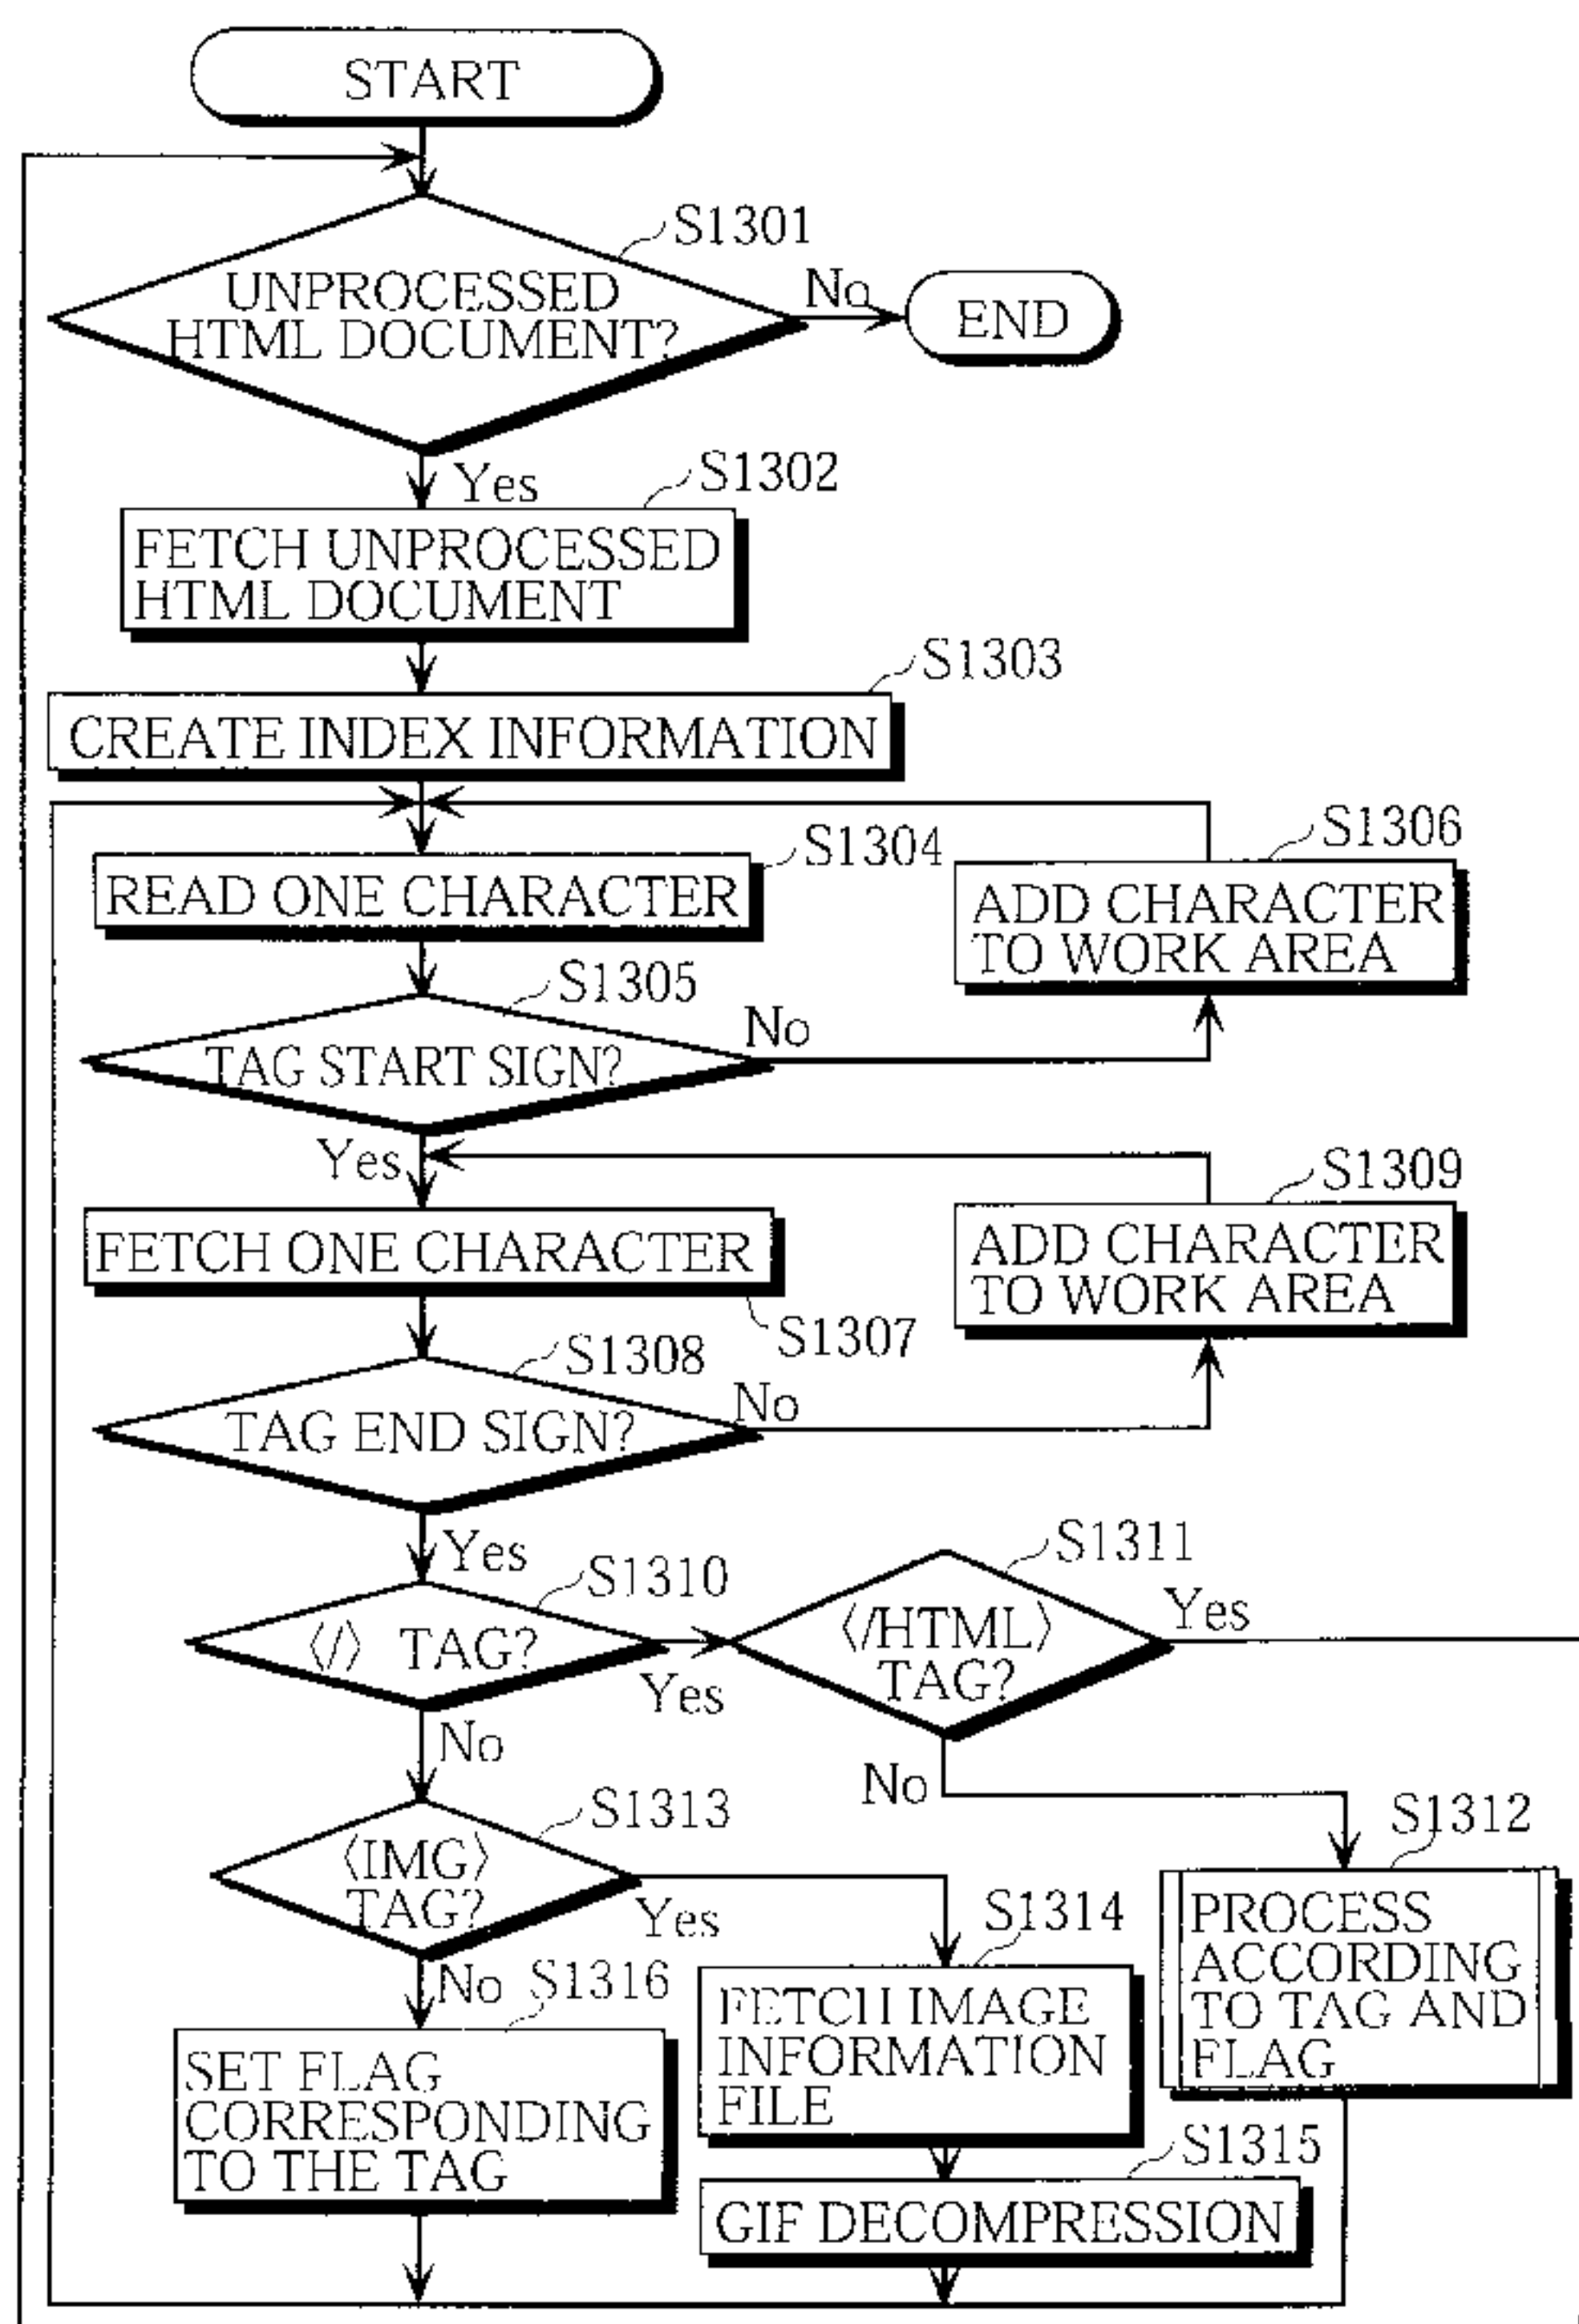 START
S1301
UNPROCESSED
HTML DOCUMENT?
No
END
Yes
S1302
FETCH UNPROCESSED
HTML DOCUMENT
S1303
CREATE INDEX INFORMATION
S1304
READ ONE CHARACTER
S1306
ADD CHARACTER
TO WORK AREA
S1305
TAG START SIGN?
No
Yes
FETCH ONE CHARACTER
S1307
S1309
ADD CHARACTER
TO WORK AREA
S1308
TAG END SIGN?
No
Yes
S1310
〈/〉 TAG?
Yes
S1311
〈/HTML〉
TAG?
Yes
No
No
S1313
〈IMG〉
TAG?
Yes
No
S1312
PROCESS
ACCORDING
TO TAG AND
FLAG
S1314
FETCH IMAGE
INFORMATION
FILE
S1316
SET FLAG
CORRESPONDING
TO THE TAG
S1315
GIF DECOMPRESSION